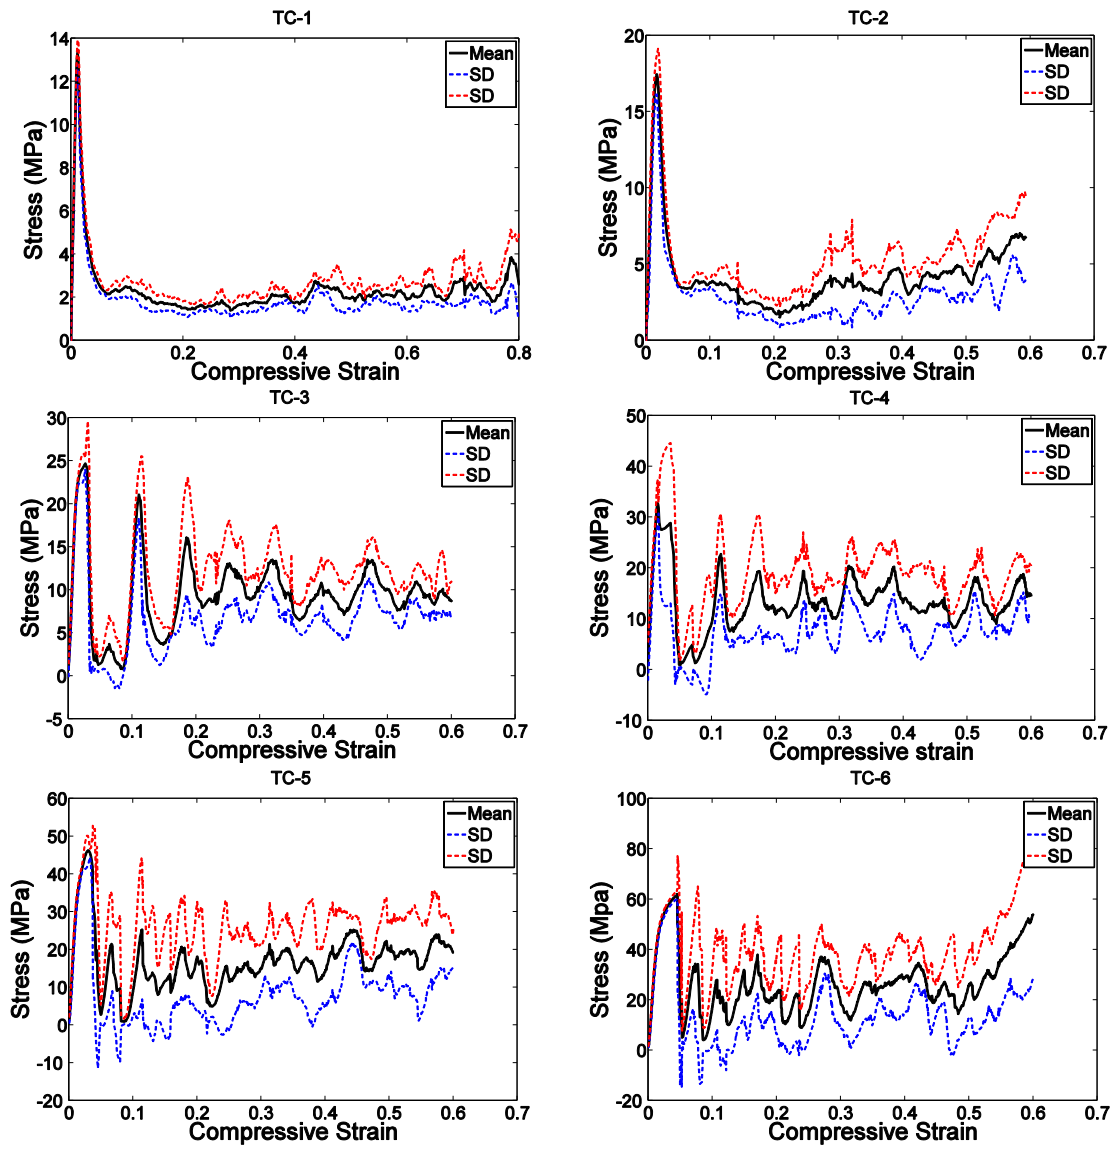 TC-1
14
12
10
8
6
4
2
0
0
0.2
0.4
0.6
0.8
Stress (MPa)
Compressive Strain
Mean
SD
SD
TC-2
20
15
10
5
0
0
0.1
0.2
0.3
0.4
0.5
0.6
0.7
Stress (MPa)
Compressive Strain
Mean
SD
SD
TC-3
30
25
20
15
10
5
0
-5
0
0.1
0.2
0.3
0.4
0.5
0.6
0.7
Stress (MPa)
Compressive Strain
Mean
SD
SD
TC-4
50
40
30
20
10
0
-10
0
0.1
0.2
0.3
0.4
0.5
0.6
0.7
Stress (MPa)
Compressive strain
Mean
SD
SD
TC-5
60
50
40
30
20
10
0
-10
-20
0
0.1
0.2
0.3
0.4
0.5
0.6
0.7
Stress (MPa)
Compressive Strain
Mean
SD
SD
TC-6
100
80
60
40
20
0
-20
0
0.1
0.2
0.3
0.4
0.5
0.6
0.7
Stress (Mpa)
Compressive Strain
Mean
SD
SD